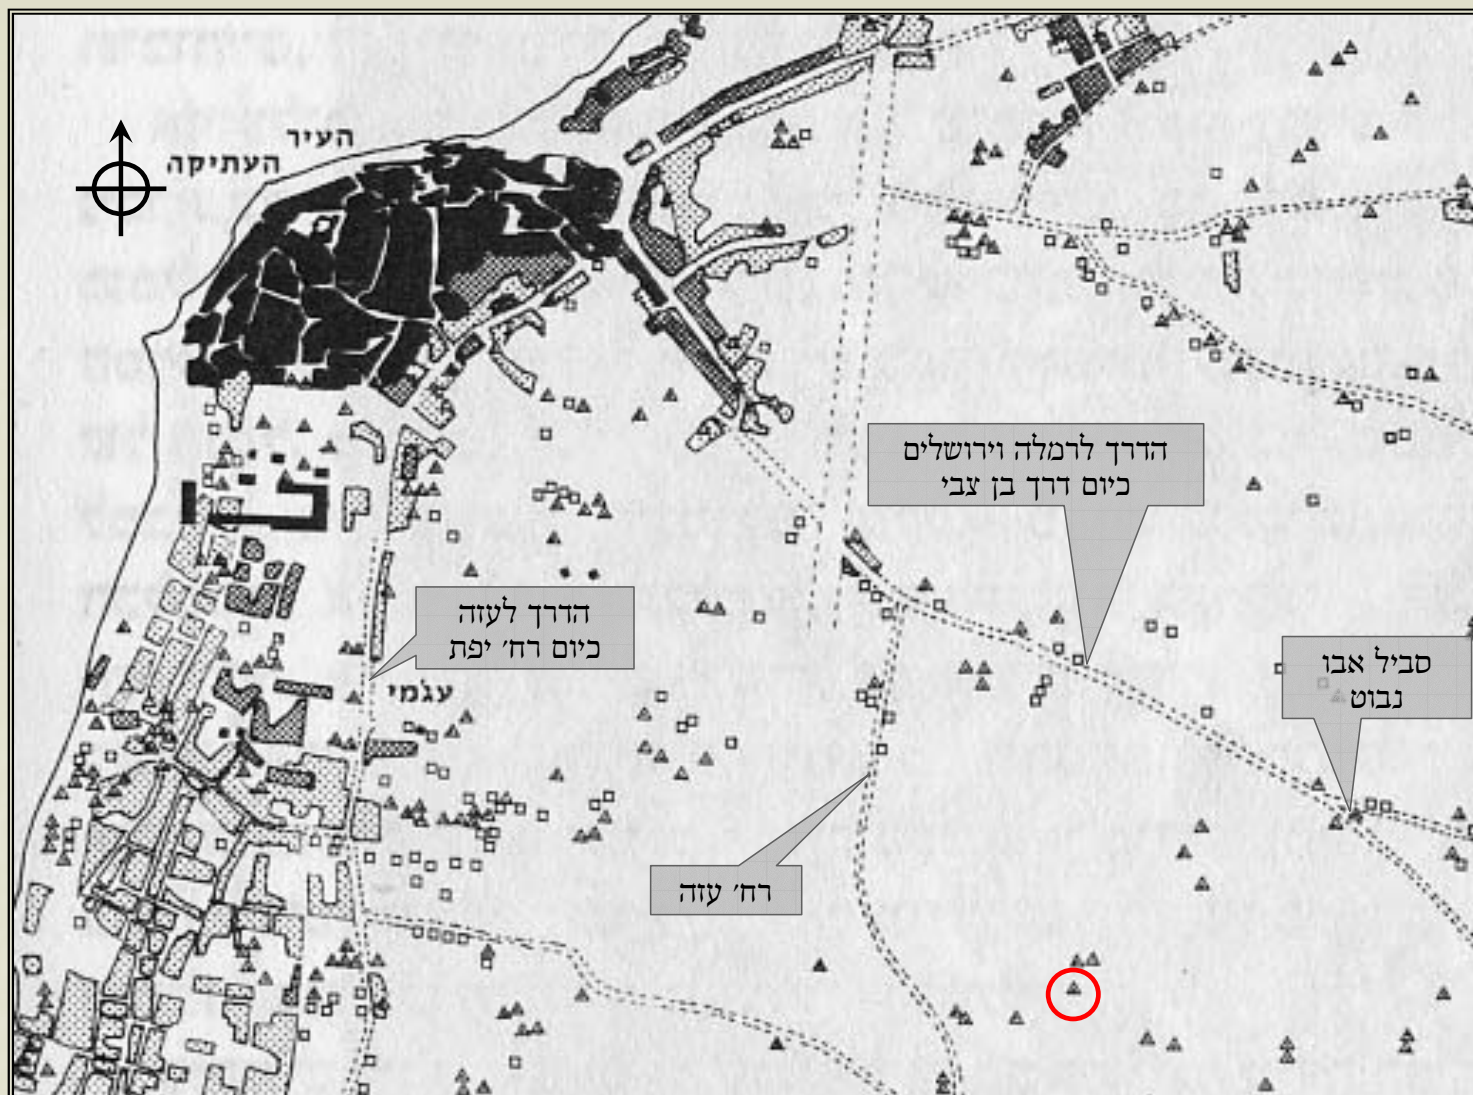 העיר
העתיקה
הדרך לרמלה וירושלים
כיום דרך בן צבי
הדרך לעזה
כיום רח׳ יפת
סביל אבו
נבוט
עג׳מי
רח׳ עזה